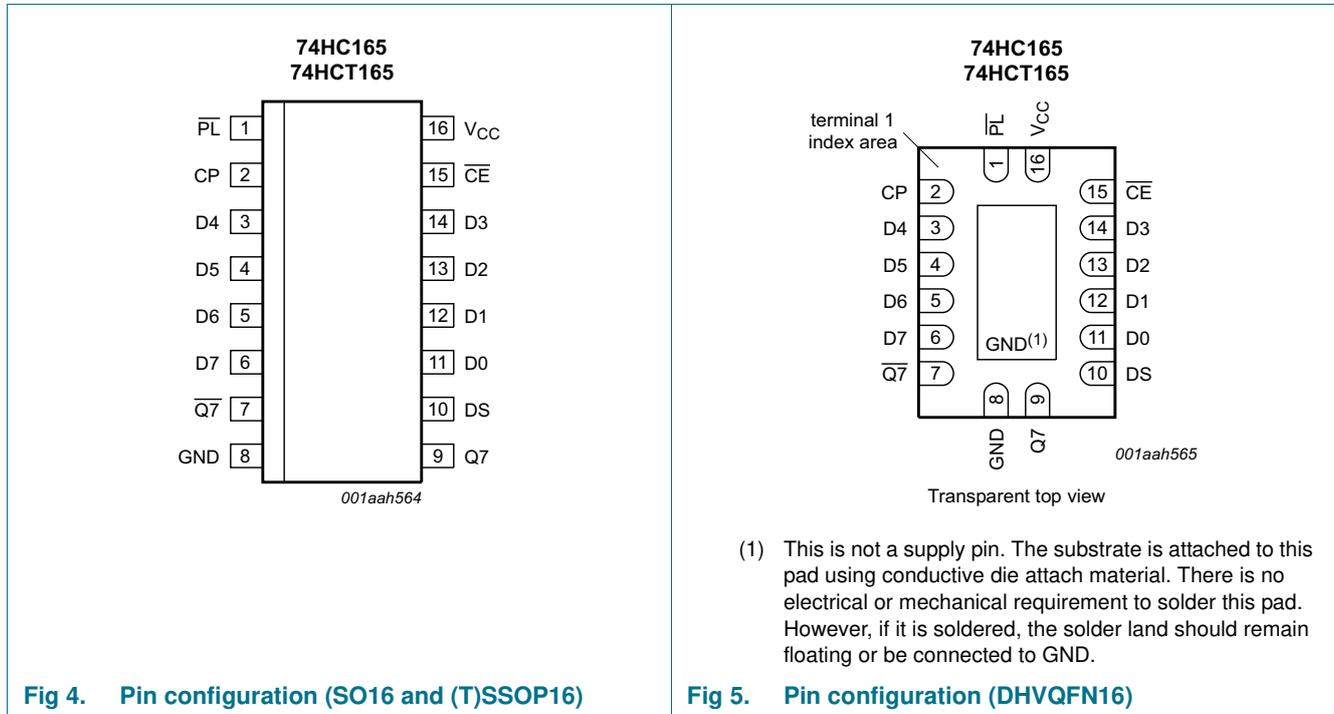 74HC165
74HCT165
PL 1
16 VCC
CP 2
15 CE
D4 3
14 D3
D5 4
13 D2
D6 5
12 D1
D7 6
11 D0
Q7 7
10 DS
GND 8
9 Q7
001aah564
Fig 4. Pin configuration (SO16 and (T)SSOP16)
74HC165
74HCT165
terminal 1
index area
PL
VCC
1
16
CP 2
15 CE
D4 3
14 D3
D5 4
13 D2
D6 5
12 D1
D7 6
GND(1)
11 D0
Q7 7
10 DS
8
9
GND
Q7
001aah565
Transparent top view
(1) This is not a supply pin. The substrate is attached to this
pad using conductive die attach material. There is no
electrical or mechanical requirement to solder this pad.
However, if it is soldered, the solder land should remain
floating or be connected to GND.
Fig 5. Pin configuration (DHVQFN16)